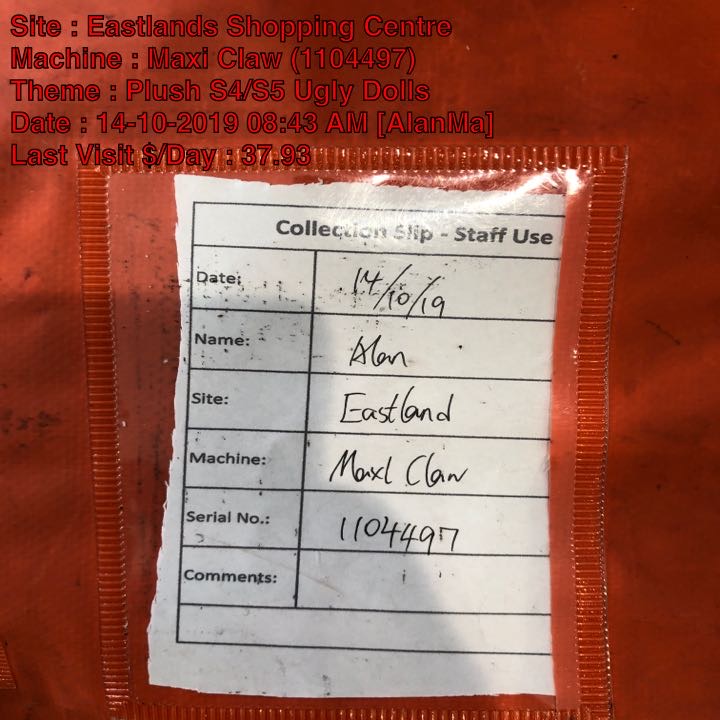 Site : Eastlands Shopping Centre
Machine : Maxi Claw (1104497)
Theme : Plush S4/S5 Ugly Dolls
Date : 14-10-2019 08:43 AM [AlanMa]
Last Visit $/Day : 37.93
Collection Slip - Staff Use
Date: 14/10/19
Name: Alan
Site: Eastland
Machine: Maxi Claw
Serial No.: 1104497
Comments: